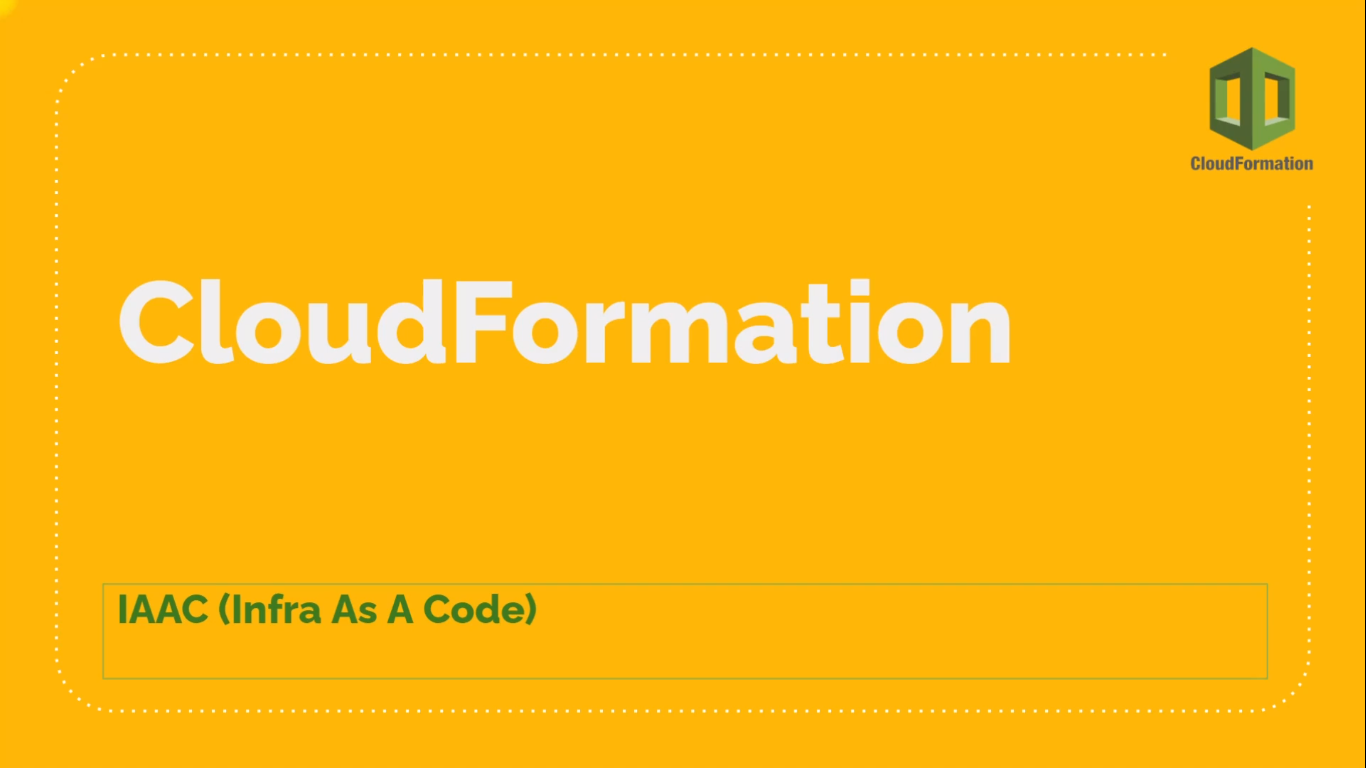 CloudFormation
CloudFormation
IAAC (Infra As A Code)